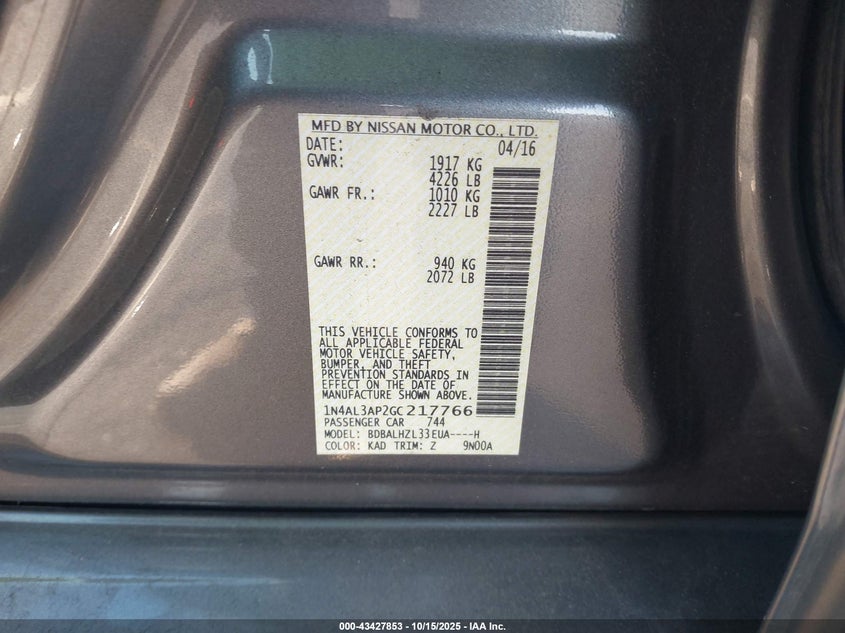 MFD BY NISSAN MOTOR CO., LTD.
DATE: 04/16
GVWR: 1917 KG
4226 LB
GAWR FR.: 1010 KG
2227 LB
GAWR RR.: 940 KG
2072 LB
THIS VEHICLE CONFORMS TO
ALL APPLICABLE FEDERAL
MOTOR VEHICLE SAFETY,
BUMPER, AND THEFT
PREVENTION STANDARDS IN
EFFECT ON THE DATE OF
MANUFACTURE SHOWN ABOVE.
1N4AL3AP2GC217766
PASSENGER CAR 744
MODEL: BDBALHZL33EUA----H
COLOR: KAD TRIM: Z 9N00A
000-43427853 - 10/15/2025 - IAA Inc.